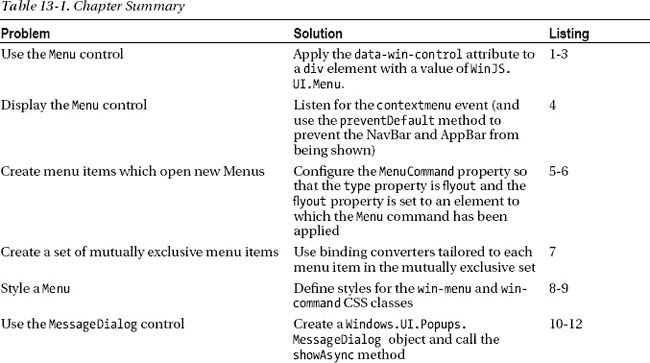 Table 13-1. Chapter Summary
Problem Solution Listing
Use the Menu control Apply the data-win-control attribute to 1-3
a div element with a value of WinJS.
UI.Menu.
Display the Menu control Listen for the contextmenu event (and 4
use the preventDefault method to
prevent the NavBar and AppBar from
being shown)
Create menu items which open new Menus Configure the MenuCommand property so 5-6
that the type property is flyout and the
flyout property is set to an element to
which the Menu command has been
applied
Create a set of mutually exclusive menu items Use binding converters tailored to each 7
menu item in the mutually exclusive set
Style a Menu Define styles for the win-menu and win- 8-9
command CSS classes
Use the MessageDialog control Create a Windows.UI.Popups. 10-12
MessageDialog object and call the
showAsync method